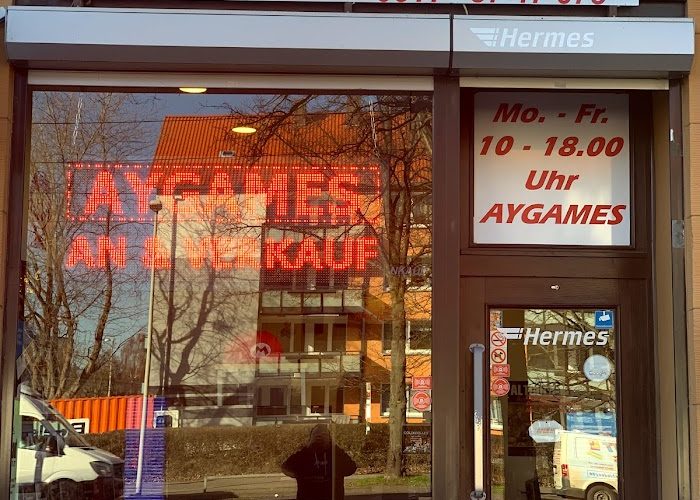 Hermes
Mo. - Fr.
10 - 18.00
Uhr
AYGAMES
AYGAMES
AN & VERKAUF
Hermes